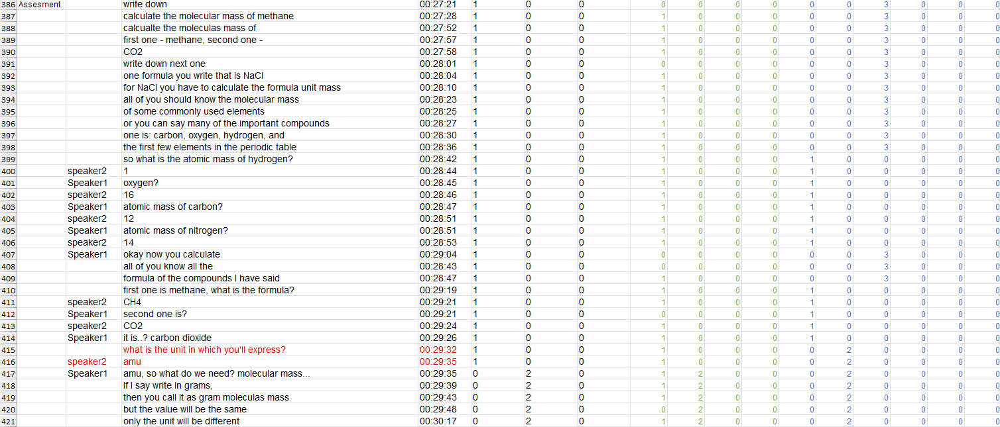 386 Assesment write down 00:27:21 1 0 0 0 0 0 0 0 0 3 0 0 0
387 calculate the molecular mass of methane 00:27:28 1 0 0 1 0 0 0 0 0 3 0 0 0
388 calcualte the moleculas mass of 00:27:52 1 0 0 1 0 0 0 0 0 3 0 0 0
389 first one - methane, second one - 00:27:57 1 0 0 1 0 0 0 0 0 3 0 0 0
390 CO2 00:27:58 1 0 0 1 0 0 0 0 0 3 0 0 0
391 write down next one 00:28:01 1 0 0 0 0 0 0 0 0 3 0 0 0
392 one formula you write that is NaCl 00:28:04 1 0 0 1 0 0 0 0 0 3 0 0 0
393 for NaCl you have to calculate the formula unit mass 00:28:10 1 0 0 1 0 0 0 0 0 3 0 0 0
394 all of you should know the molecular mass 00:28:23 1 0 0 1 0 0 0 0 0 3 0 0 0
395 of some commonly used elements 00:28:25 1 0 0 1 0 0 0 0 0 3 0 0 0
396 or you can say many of the important compounds 00:28:27 1 0 0 1 0 0 0 0 0 3 0 0 0
397 one is: carbon, oxygen, hydrogen, and 00:28:30 1 0 0 1 0 0 0 0 0 3 0 0 0
398 the first few elements in the periodic table 00:28:36 1 0 0 1 0 0 0 0 0 3 0 0 0
399 so what is the atomic mass of hydrogen? 00:28:42 1 0 0 1 0 0 0 1 0 0 0 0 0
400 speaker2 1 00:28:44 1 0 0 1 0 0 0 1 0 0 0 0 0
401 Speaker1 oxygen? 00:28:45 1 0 0 1 0 0 0 1 0 0 0 0 0
402 speaker2 16 00:28:46 1 0 0 1 0 0 0 1 0 0 0 0 0
403 Speaker1 atomic mass of carbon? 00:28:47 1 0 0 1 0 0 0 1 0 0 0 0 0
404 speaker2 12 00:28:51 1 0 0 1 0 0 0 1 0 0 0 0 0
405 Speaker1 atomic mass of nitrogen? 00:28:51 1 0 0 1 0 0 0 1 0 0 0 0 0
406 speaker2 14 00:28:53 1 0 0 1 0 0 0 1 0 0 0 0 0
407 Speaker1 okay now you calculate 00:29:04 1 0 0 0 0 0 0 0 0 3 0 0 0
408 all of you know all the 00:28:43 1 0 0 0 0 0 0 0 0 3 0 0 0
409 formula of the compounds I have said 00:28:47 1 0 0 1 0 0 0 0 0 3 0 0 0
410 first one is methane, what is the formula? 00:29:19 1 0 0 1 0 0 0 1 0 0 0 0 0
411 speaker2 CH4 00:29:21 1 0 0 1 0 0 0 1 0 0 0 0 0
412 Speaker1 second one is? 00:29:21 1 0 0 0 0 0 0 1 0 0 0 0 0
413 speaker2 CO2 00:29:24 1 0 0 1 0 0 0 1 0 0 0 0 0
414 Speaker1 it is..? carbon dioxide 00:29:26 1 0 0 1 0 0 0 1 0 0 0 0 0
415 what is the unit in which you'll express? 00:29:32 1 0 0 1 0 0 0 0 2 0 0 0 0
416 speaker2 amu 00:29:35 1 0 0 1 0 0 0 0 2 0 0 0 0
417 Speaker1 amu, so what do we need? molecular mass... 00:29:35 0 2 0 1 2 0 0 0 2 0 0 0 0
418 If I say write in grams, 00:29:39 0 2 0 1 2 0 0 0 2 0 0 0 0
419 then you call it as gram moleculas mass 00:29:43 0 2 0 1 2 0 0 0 2 0 0 0 0
420 but the value will be the same 00:29:48 0 2 0 0 2 0 0 0 2 0 0 0 0
421 only the unit will be different 00:30:17 0 2 0 1 2 0 0 0 2 0 0 0 0